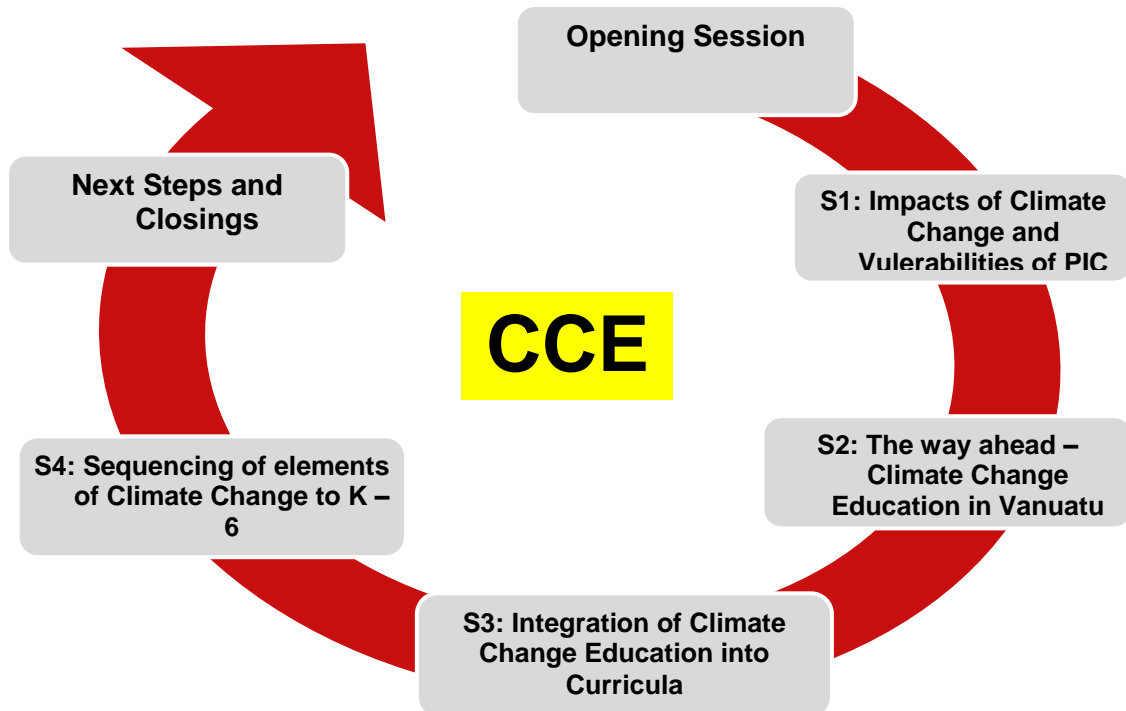 Opening Session
S1: Impacts of Climate
Change and
Vulerabilities of PIC
S2: The way ahead –
Climate Change
Education in Vanuatu
S3: Integration of Climate
Change Education into
Curricula
S4: Sequencing of elements
of Climate Change to K –
6
Next Steps and
Closings
CCE